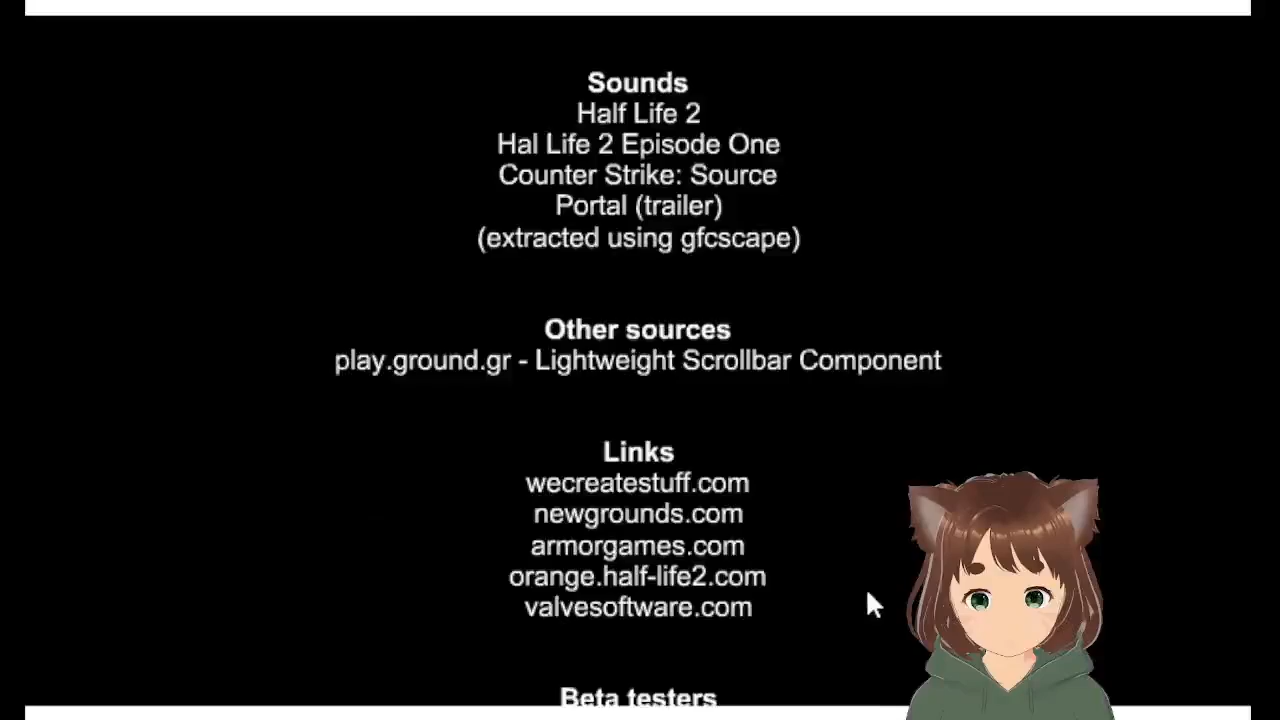 Sounds
Half Life 2
Hal Life 2 Episode One
Counter Strike: Source
Portal (trailer)
(extracted using gfcscape)
Other sources
play.ground.gr - Lightweight Scrollbar Component
Links
wecreatestuff.com
newgrounds.com
armorgames.com
orange.half-life2.com
valvesoftware.com
Beta testers